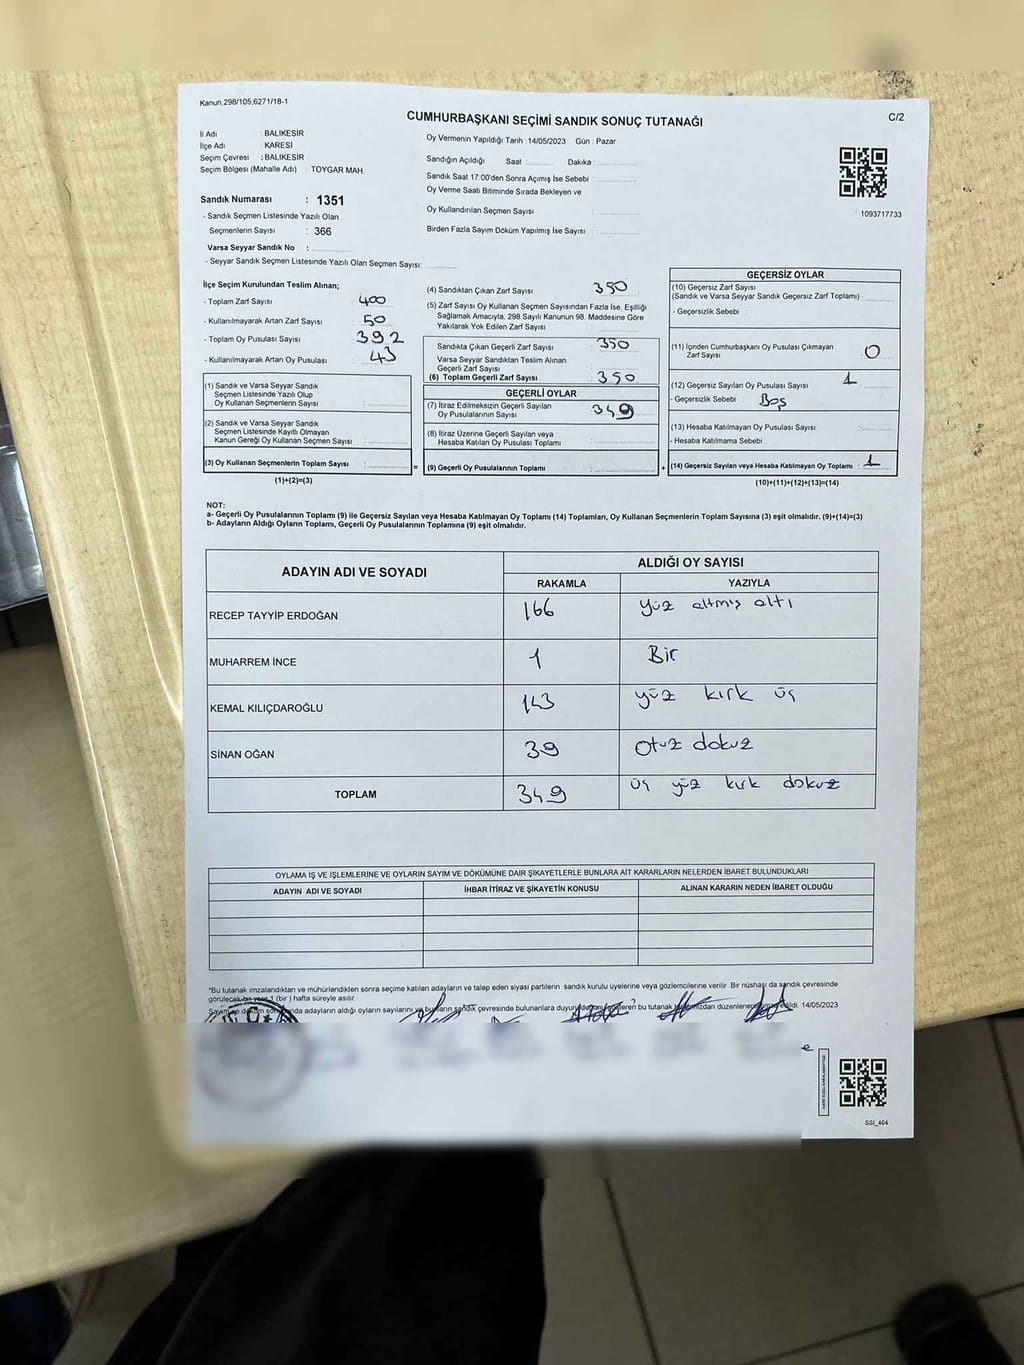 Kanun.298/105;6271/18-1
CUMHURBAŞKANI SEÇİMİ SANDIK SONUÇ TUTANAĞI
C/2
İl Adı : BALIKESİR
İlçe Adı : KARESİ
Seçim Çevresi : BALIKESİR
Seçim Bölgesi (Mahalle Adı) : TOYGAR MAH.
Sandık Numarası : 1351
- Sandık Seçmen Listesinde Yazılı Olan
Seçmenlerin Sayısı : 366
Varsa Seyyar Sandık No :
- Seyyar Sandık Seçmen Listesinde Yazılı Olan Seçmen Sayısı:
Oy Vermenin Yapıldığı Tarih :14/05/2023 Gün : Pazar
Sandığın Açıldığı Saat : Dakika :
Sandık Saat 17:00'den Sonra Açımış İse Sebebi :
Oy Verme Saati Bitiminde Sırada Bekleyen ve
Oy Kullandırılan Seçmen Sayısı :
Birden Fazla Sayım Döküm Yapılmış İse Sayısı :
1093717733
İlçe Seçim Kurulundan Teslim Alınan;
- Toplam Zarf Sayısı : 400
- Kullanılmayarak Artan Zarf Sayısı : 50
- Toplam Oy Pusulası Sayısı : 392
- Kullanılmayarak Artan Oy Pusulası : 43
(1) Sandık ve Varsa Seyyar Sandık
Seçmen Listesinde Yazılı Olup
Oy Kullanan Seçmenlerin Sayısı :
(2) Sandık ve Varsa Seyyar Sandık
Seçmen Listesinde Kayıtlı Olmayan
Kanun Gereği Oy Kullanan Seçmen Sayısı :
(3) Oy Kullanan Seçmenlerin Toplam Sayısı :
(1)+(2)=(3)
(4) Sandıktan Çıkan Zarf Sayısı : 350
(5) Zarf Sayısı Oy Kullanan Seçmen Sayısından Fazla İse, Eşitliği
Sağlamak Amacıyla, 298 Sayılı Kanunun 98. Maddesine Göre
Yakılarak Yok Edilen Zarf Sayısı :
Sandıkta Çıkan Geçerli Zarf Sayısı : 350
Varsa Seyyar Sandıktan Teslim Alınan
Geçerli Zarf Sayısı :
(6) Toplam Geçerli Zarf Sayısı : 350
GEÇERLİ OYLAR
(7) İtiraz Edilmeksizin Geçerli Sayılan
Oy Pusulalarının Sayısı : 349
(8) İtiraz Üzerine Geçerli Sayılan veya
Hesaba Katılan Oy Pusulası Toplamı :
= (9) Geçerli Oy Pusulalarının Toplamı :
GEÇERSİZ OYLAR
(10) Geçersiz Zarf Sayısı
(Sandık ve Varsa Seyyar Sandık Geçersiz Zarf Toplamı) :
- Geçersizlik Sebebi :
(11) İçinden Cumhurbaşkanı Oy Pusulası Çıkmayan
Zarf Sayısı : 0
(12) Geçersiz Sayılan Oy Pusulası Sayısı : 1
- Geçersizlik Sebebi : Boş
(13) Hesaba Katılmayan Oy Pusulası Sayısı :
- Hesaba Katılmama Sebebi :
+ (14) Geçersiz Sayılan veya Hesaba Katılmayan Oy Toplamı : 1
(10)+(11)+(12)+(13)=(14)
NOT:
a- Geçerli Oy Pusulalarının Toplamı (9) ile Geçersiz Sayılan veya Hesaba Katılmayan Oy Toplamı (14) Toplamları, Oy Kullanan Seçmenlerin Toplam Sayısına (3) eşit olmalıdır. (9)+(14)=(3)
b- Adayların Aldığı Oyların Toplamı, Geçerli Oy Pusulalarının Toplamına (9) eşit olmalıdır.
ADAYIN ADI VE SOYADI
ALDIĞI OY SAYISI
RAKAMLA YAZIYLA
RECEP TAYYİP ERDOĞAN 166 yüz altmış altı
MUHARREM İNCE 1 Bir
KEMAL KILIÇDAROĞLU 143 yüz kırk üç
SİNAN OĞAN 39 Otuz dokuz
TOPLAM 349 üç yüz kırk dokuz
OYLAMA İŞ VE İŞLEMLERİNE VE OYLARIN SAYIM VE DÖKÜMÜNE DAİR ŞİKAYETLERLE BUNLARA AİT KARARLARIN NELERDEN İBARET BULUNDUKLARI
ADAYIN ADI VE SOYADI İHBAR İTİRAZ VE ŞİKAYETİN KONUSU ALINAN KARARIN NEDEN İBARET OLDUĞU
*Bu tutanak imzalandıktan ve mühürlendikten sonra seçime katılan adayların ve talep eden siyasi partilerin sandık kurulu üyelerine veya gözlemcilerine verilir. Bir nüshası da sandık çevresinde
görülecek bir yere 1 (bir) hafta süreyle asılır.
adayların aldığı oyların sayılarını sandık çevresinde bulunanlara bu tutanak 14/05/2023
SSI_464